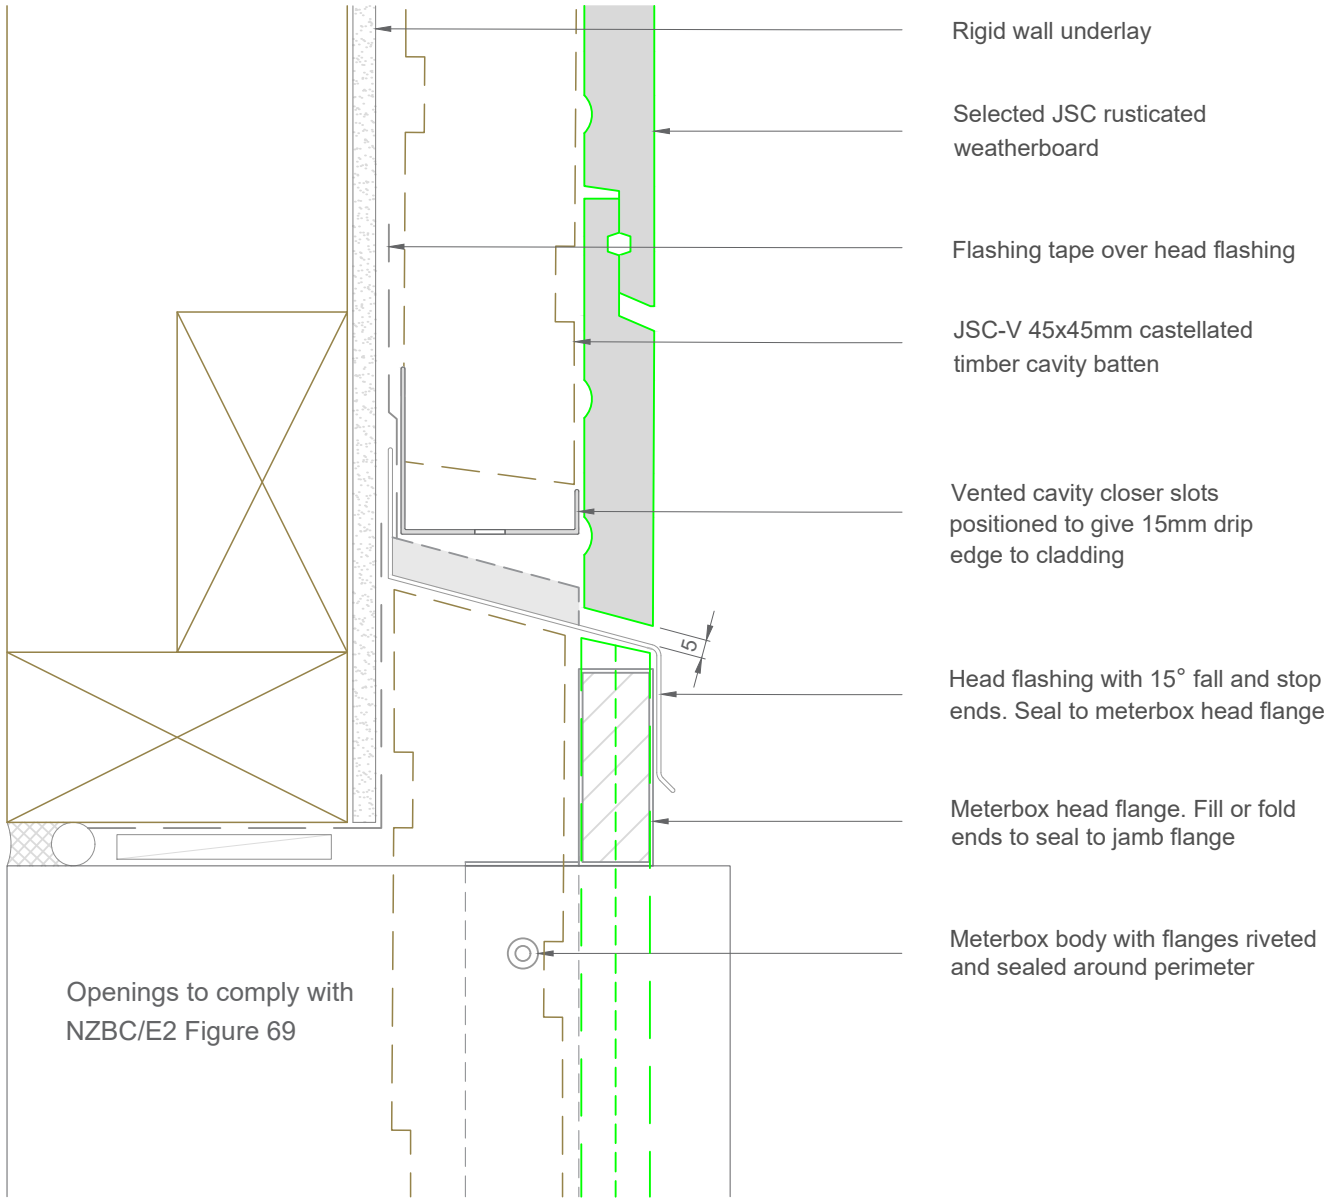 Rigid wall underlay
Selected JSC rusticated
weatherboard
Flashing tape over head flashing
JSC-V 45x45mm castellated
timber cavity batten
Vented cavity closer slots
positioned to give 15mm drip
edge to cladding
5
Head flashing with 15° fall and stop
ends. Seal to meterbox head flange
Meterbox head flange. Fill or fold
ends to seal to jamb flange
Meterbox body with flanges riveted
and sealed around perimeter
Openings to comply with
NZBC/E2 Figure 69